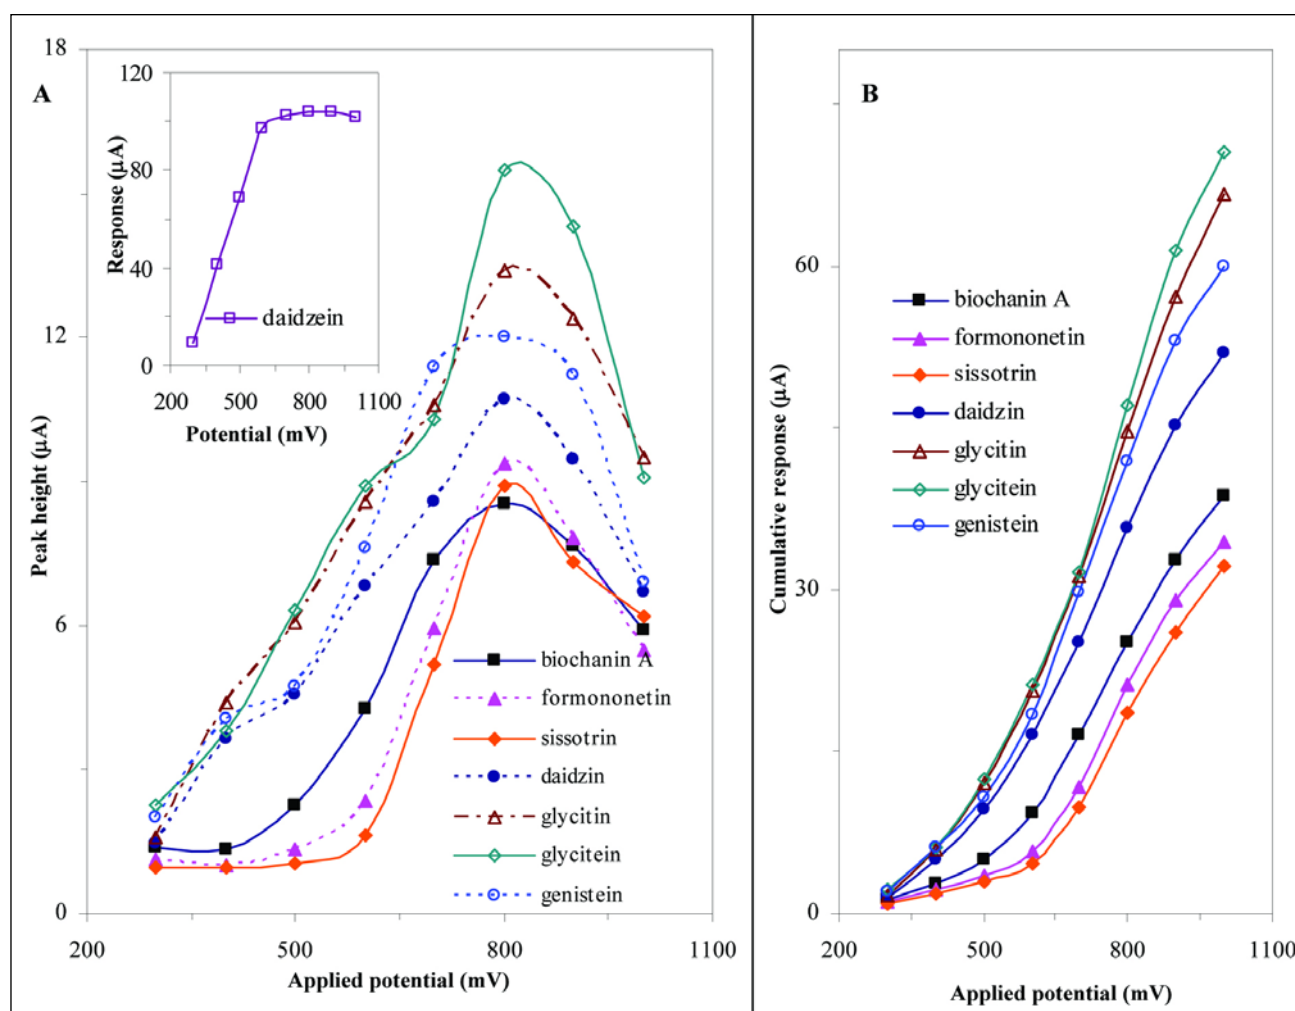 A
18
12
6
0
Peak height (µA)
200
500
800
1100
Applied potential (mV)
120
80
40
0
Response (µA)
daidzein
200
500
800
1100
Potential (mV)
biochanin A
formononetin
sissotrin
daidzin
glycitin
glycitein
genistein
B
60
30
0
Cumulative response (µA)
biochanin A
formononetin
sissotrin
daidzin
glycitin
glycitein
genistein
200
500
800
1100
Applied potential (mV)